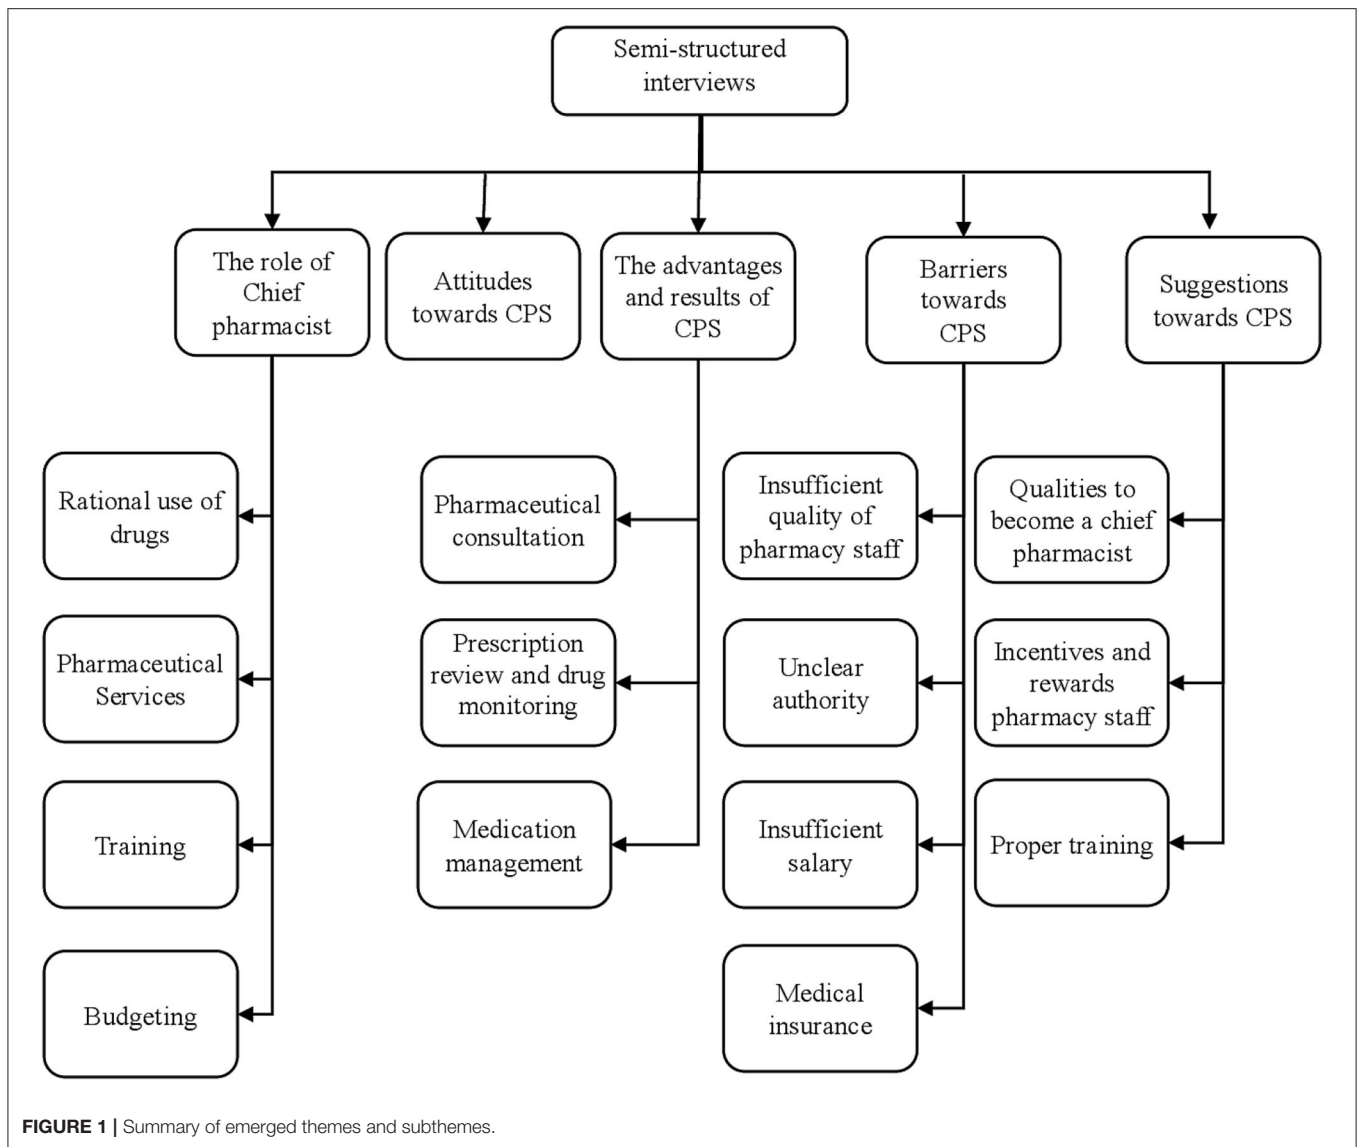 Semi-structured
interviews
The role of
Chief
pharmacist
Attitudes
towards CPS
The advantages
and results of
CPS
Barriers
towards
CPS
Suggestions
towards CPS
Rational use of
drugs
Pharmaceutical
Services
Training
Budgeting
Pharmaceutical
consultation
Prescription
review and drug
monitoring
Medication
management
Insufficient
quality of
pharmacy staff
Unclear
authority
Insufficient
salary
Medical
insurance
Qualities to
become a chief
pharmacist
Incentives and
rewards
pharmacy staff
Proper training
FIGURE 1 | Summary of emerged themes and subthemes.